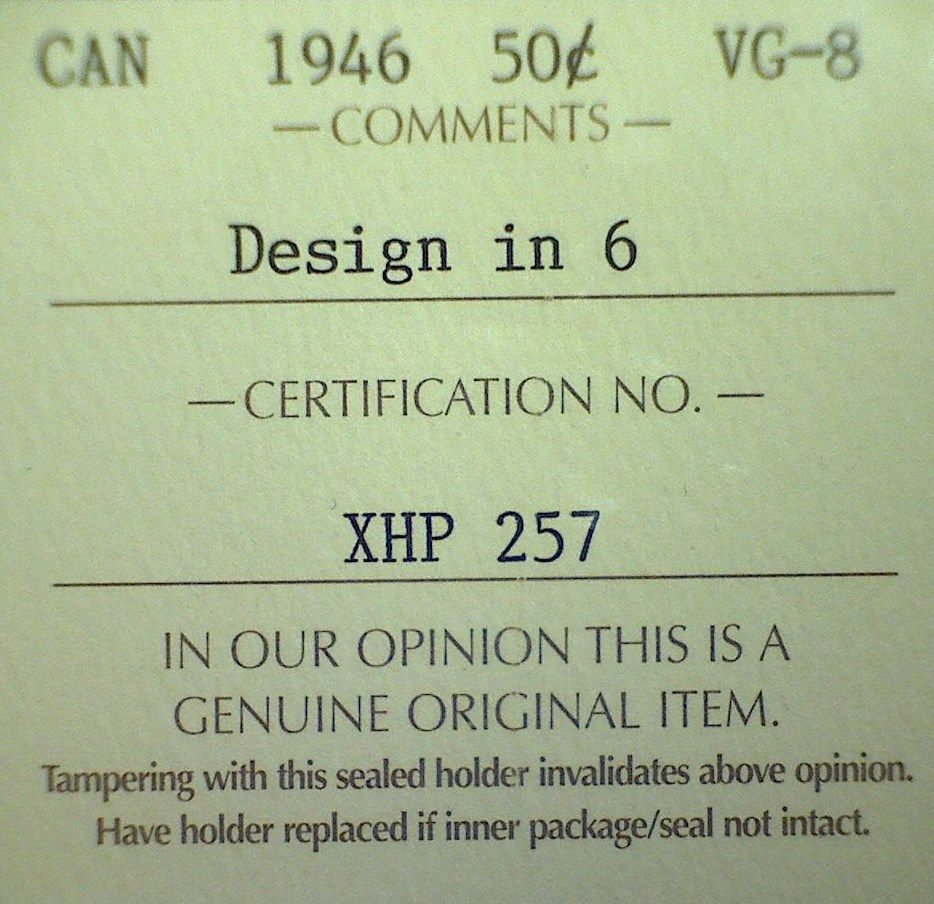 CAN 1946 50¢ VG-8
—COMMENTS—
Design in 6
—CERTIFICATION NO.—
XHP 257
IN OUR OPINION THIS IS A
GENUINE ORIGINAL ITEM.
Tampering with this sealed holder invalidates above opinion.
Have holder replaced if inner package/seal not intact.